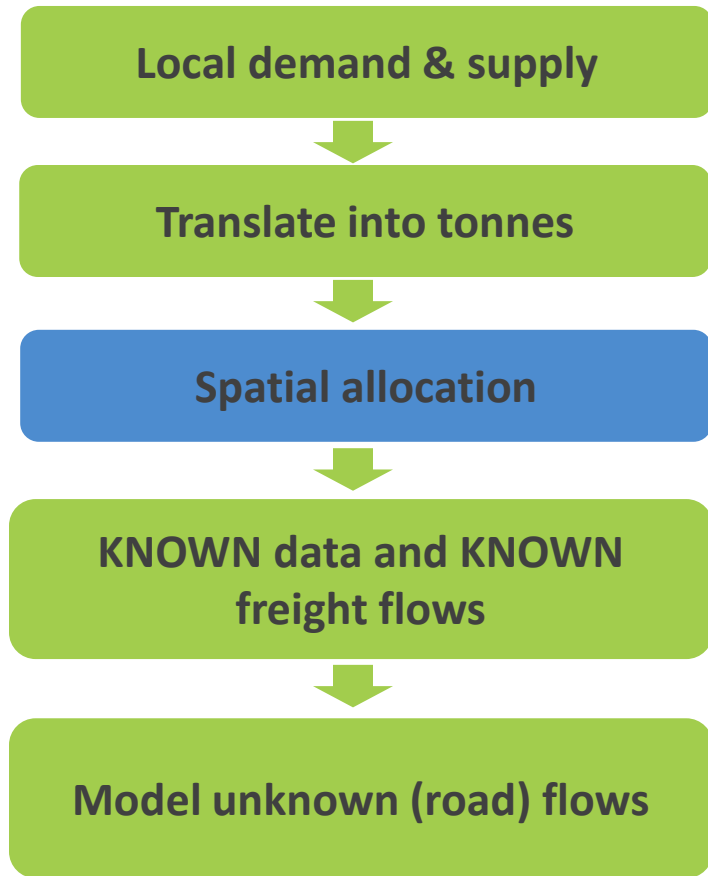 Local demand & supply
Translate into tonnes
Spatial allocation
KNOWN data and KNOWN
freight flows
Model unknown (road) flows